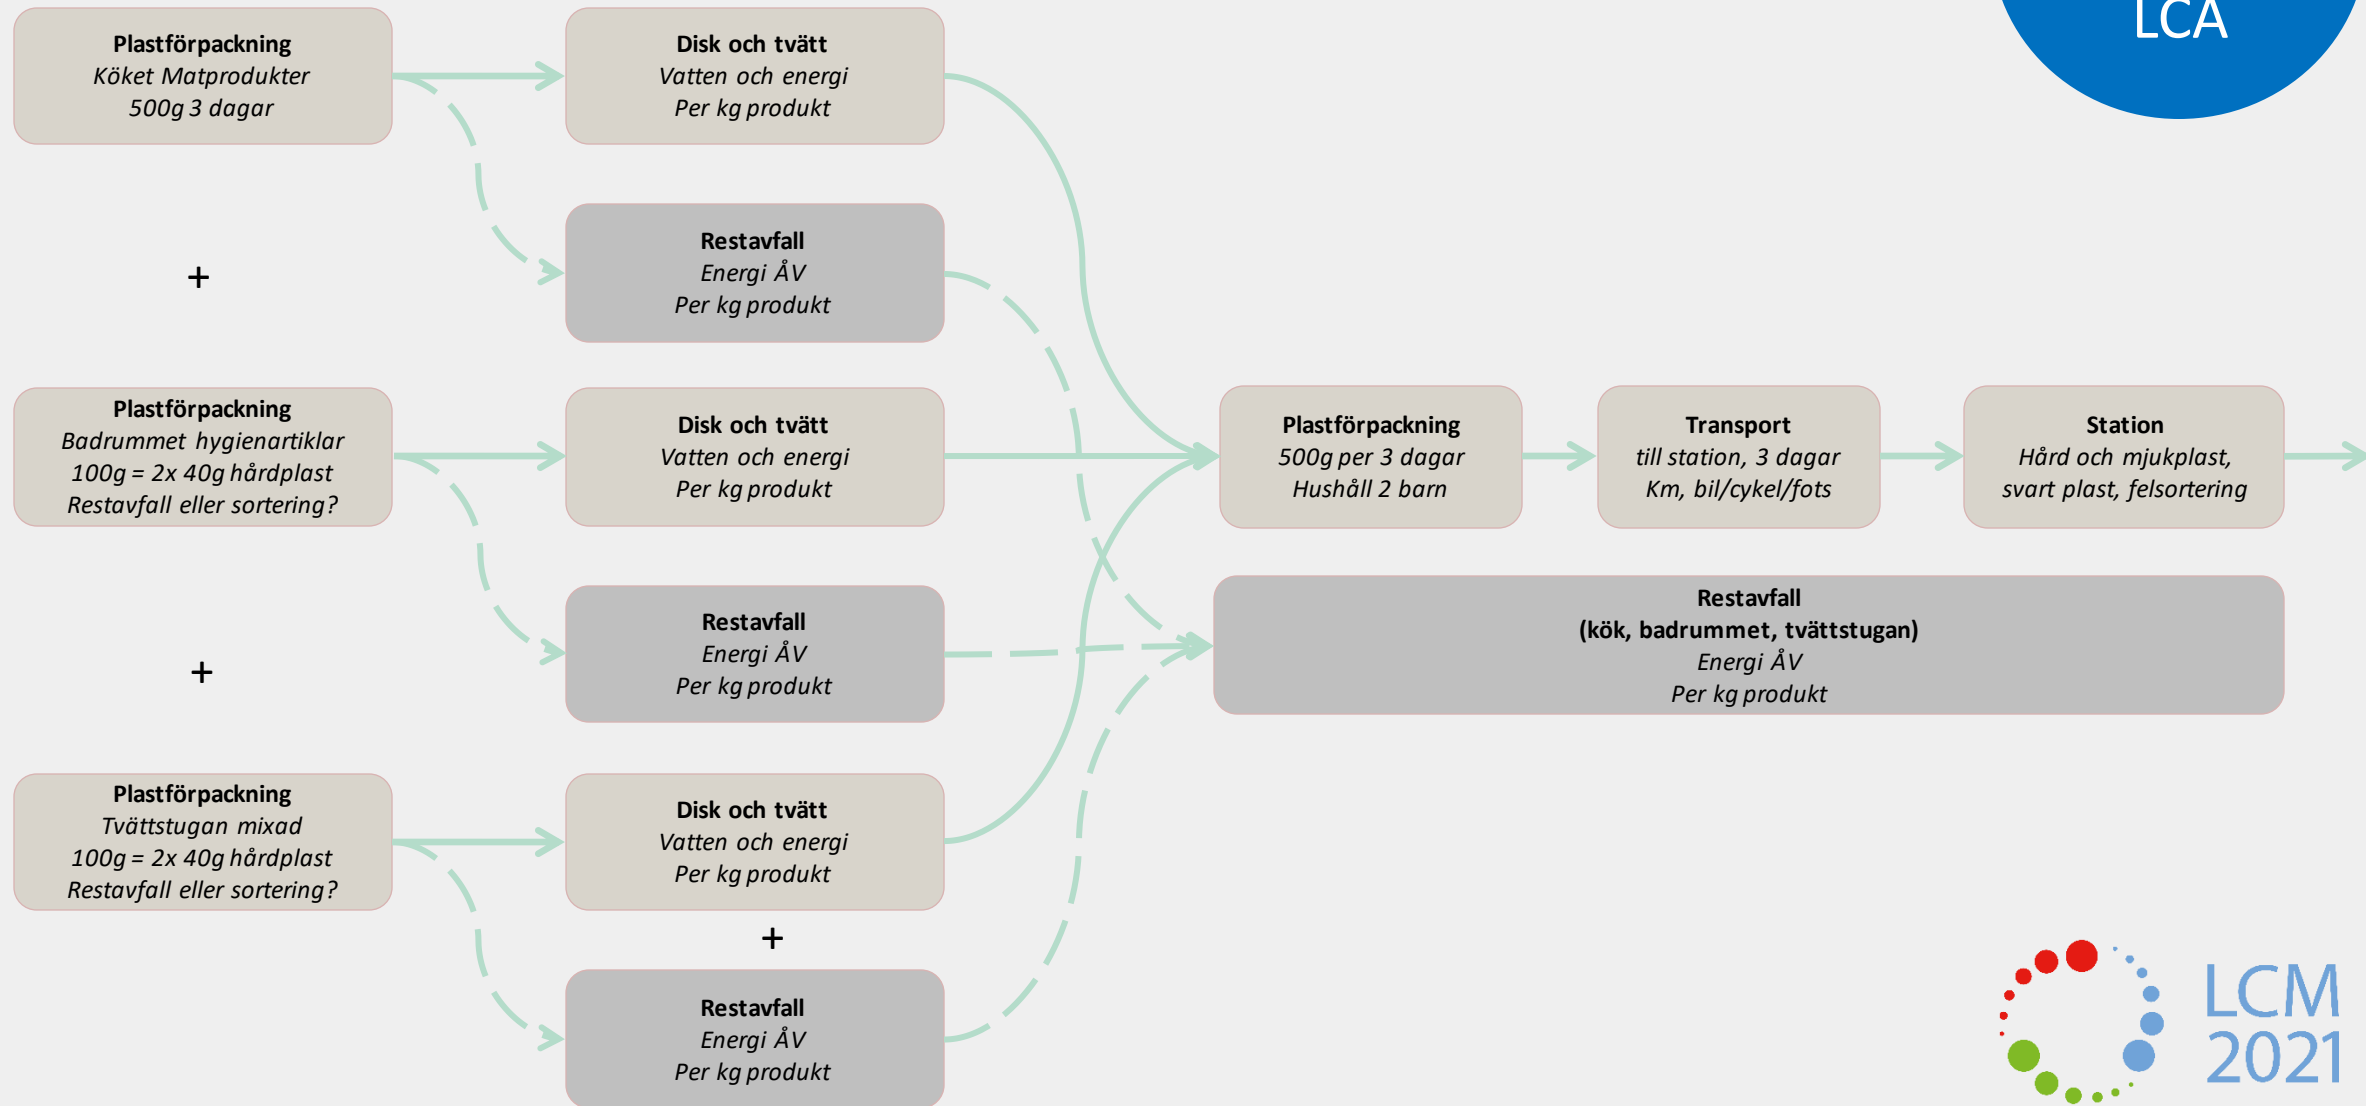 LCA
Plastförpackning
Köket Matprodukter
500g 3 dagar
Disk och tvätt
Vatten och energi
Per kg produkt
Restavfall
Energi ÅV
Per kg produkt
+
Plastförpackning
Badrummet hygienartiklar
100g = 2x 40g hårdplast
Restavfall eller sortering?
Disk och tvätt
Vatten och energi
Per kg produkt
Plastförpackning
500g per 3 dagar
Hushåll 2 barn
Transport
till station, 3 dagar
Km, bil/cykel/fots
Station
Hård och mjukplast,
svart plast, felsortering
Restavfall
Energi ÅV
Per kg produkt
Restavfall
(kök, badrummet, tvättstugan)
Energi ÅV
Per kg produkt
+
Plastförpackning
Tvättstugan mixad
100g = 2x 40g hårdplast
Restavfall eller sortering?
Disk och tvätt
Vatten och energi
Per kg produkt
+
Restavfall
Energi ÅV
Per kg produkt
LCM
2021